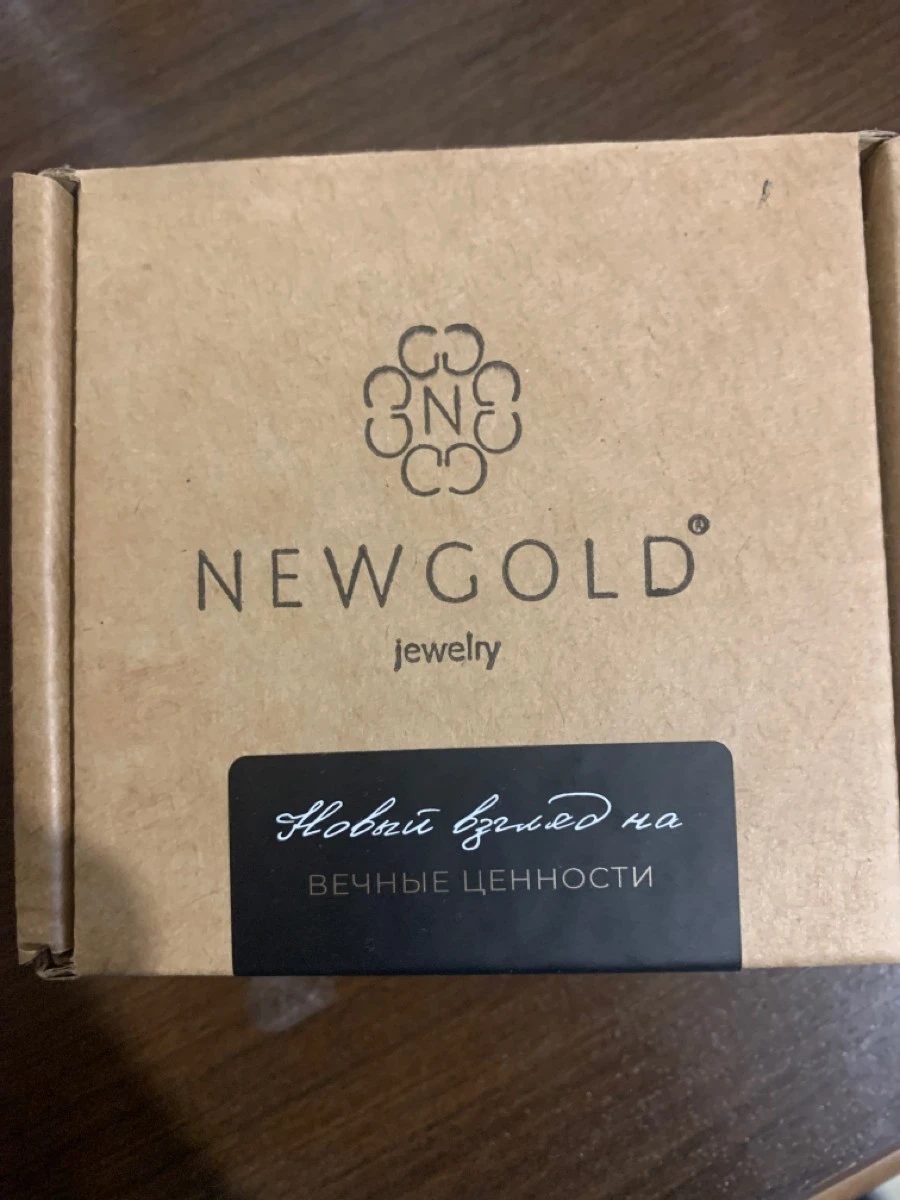 N
NEWGOLD®
jewelry
Новый взгляд на
ВЕЧНЫЕ ЦЕННОСТИ